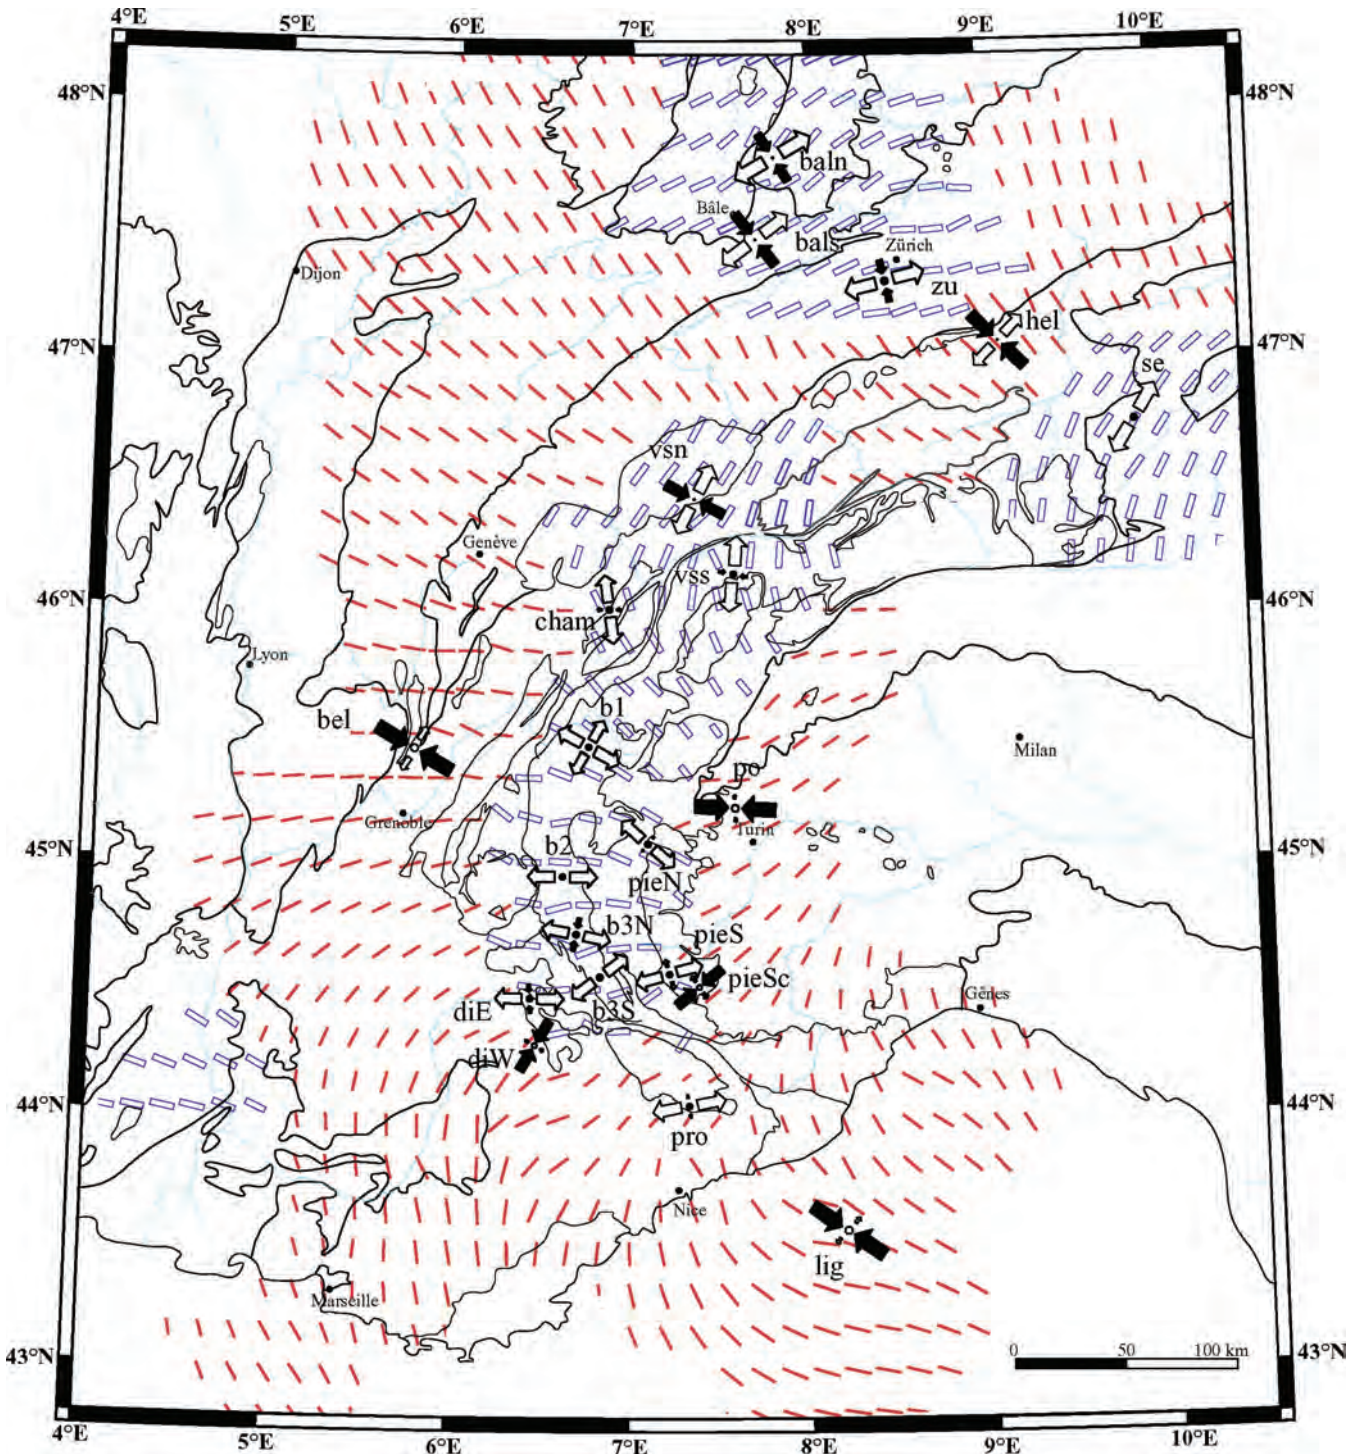 4°E 5°E 6°E 7°E 8°E 9°E 10°E
48°N 48°N
baln
Bâle
bals
Zürich
Dijon
zu
hel
47°N 47°N
se
vsn
Genève
vss
46°N 46°N
cham
Lyon
bel
b1
Milan
po
Grenoble
Turin
45°N 45°N
b2
pieN
b3N
pieS
pieSc
Gênes
diE
b3S
diW
44°N 44°N
pro
Nice
lig
Marseille
0 50 100 km
43°N 43°N
4°E 5°E 6°E 7°E 8°E 9°E 10°E